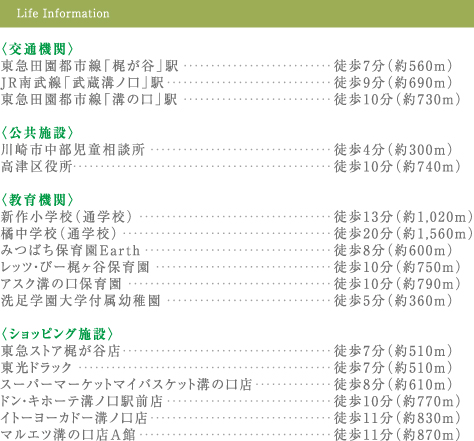 Life Information
〈交通機関〉
東急田園都市線「梶が谷」駅 ………………………… 徒歩7分（約560m）
JR南武線「武蔵溝ノ口」駅 ………………………… 徒歩9分（約690m）
東急田園都市線「溝の口」駅 ………………………… 徒歩10分（約730m）
〈公共施設〉
川崎市中部児童相談所 ………………………… 徒歩4分（約300m）
高津区役所………………………… 徒歩10分（約740m）
〈教育機関〉
新作小学校（通学校） ………………………… 徒歩13分（約1,020m）
橘中学校（通学校） ………………………… 徒歩20分（約1,560m）
みつばち保育園Earth ………………………… 徒歩8分（約600m）
レッツ・びー梶ヶ谷保育園 ………………………… 徒歩10分（約750m）
アスク溝の口保育園 ………………………… 徒歩10分（約790m）
洗足学園大学付属幼稚園 ………………………… 徒歩5分（約360m）
〈ショッピング施設〉
東急ストア梶が谷店………………………… 徒歩7分（約510m）
東光ドラック ………………………… 徒歩7分（約510m）
スーパーマーケットマイバスケット溝の口店…………… 徒歩8分（約610m）
ドン・キホーテ溝ノ口駅前店………………………… 徒歩10分（約770m）
イトーヨーカドー溝ノ口店………………………… 徒歩11分（約830m）
マルエツ溝の口店A館 ………………………… 徒歩11分（約870m）